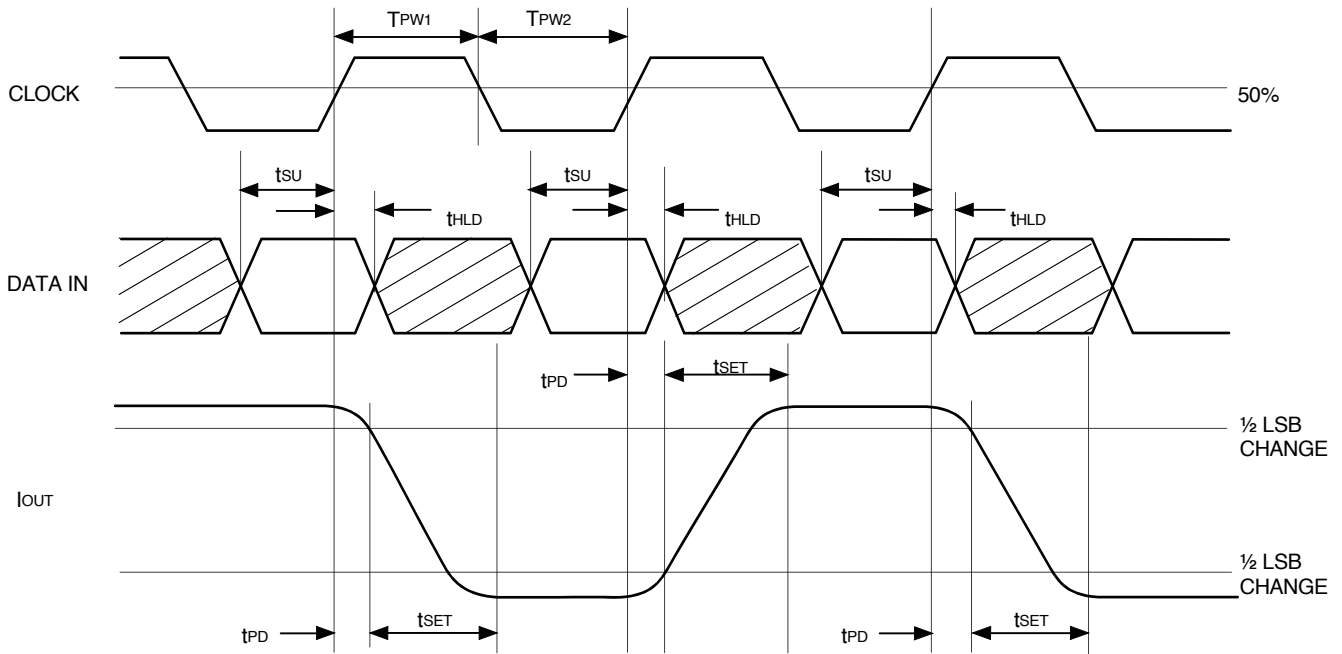 TPW1 TPW2
CLOCK 50%
tSU tSU tSU
tHLD tHLD tHLD
DATA IN
tPD tSET
½ LSB
CHANGE
IOUT
½ LSB
CHANGE
tPD tSET tPD tSET